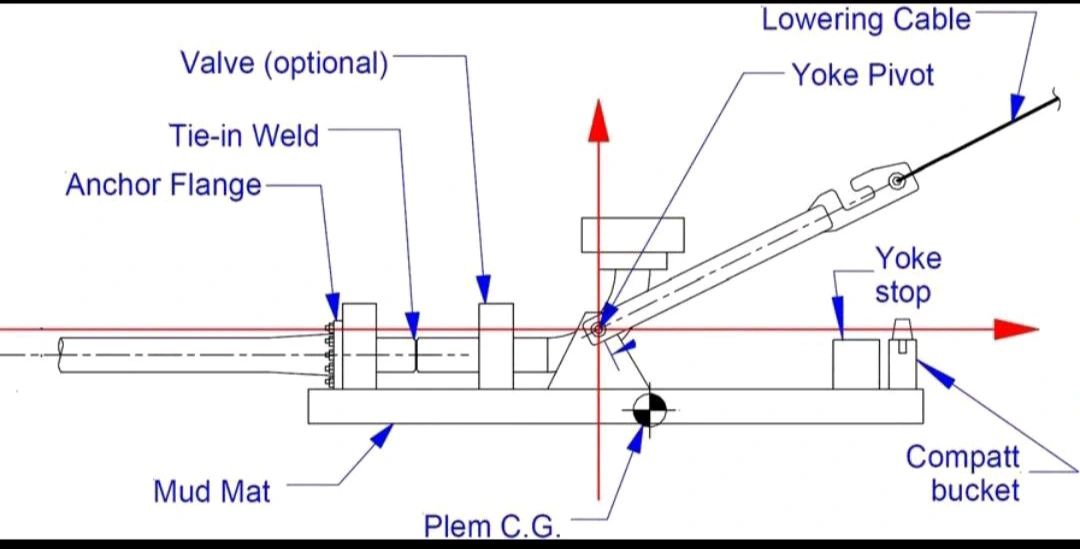 Lowering Cable
Valve (optional)
Yoke Pivot
Tie-in Weld
Anchor Flange
Yoke
stop
Compatt
bucket
Mud Mat
Plem C.G.